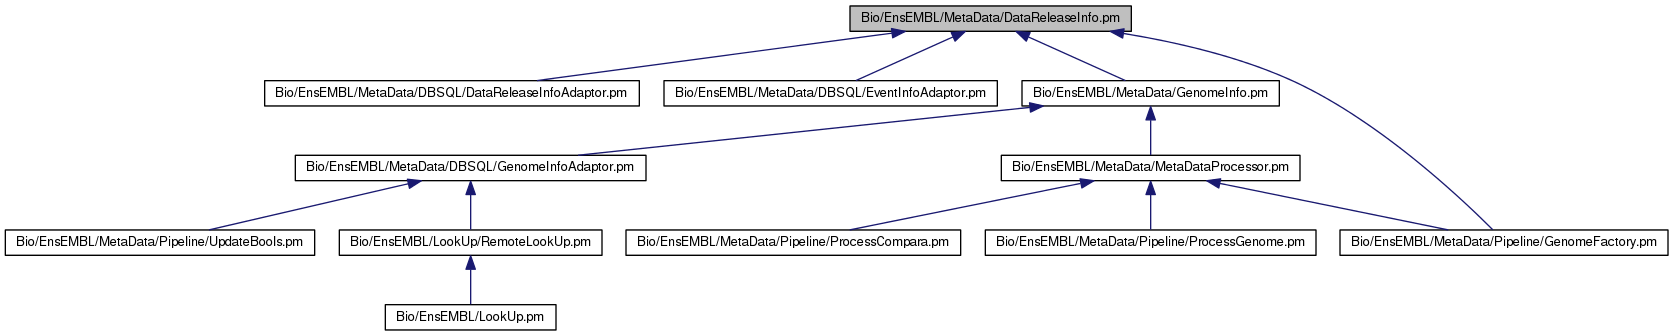 Bio/EnsEMBL/MetaData/DataReleaseInfo.pm
Bio/EnsEMBL/MetaData/DBSQL/DataReleaseInfoAdaptor.pm
Bio/EnsEMBL/MetaData/DBSQL/EventInfoAdaptor.pm
Bio/EnsEMBL/MetaData/GenomeInfo.pm
Bio/EnsEMBL/MetaData/DBSQL/GenomeInfoAdaptor.pm
Bio/EnsEMBL/MetaData/MetaDataProcessor.pm
Bio/EnsEMBL/MetaData/Pipeline/UpdateBools.pm
Bio/EnsEMBL/LookUp/RemoteLookUp.pm
Bio/EnsEMBL/MetaData/Pipeline/ProcessCompara.pm
Bio/EnsEMBL/MetaData/Pipeline/ProcessGenome.pm
Bio/EnsEMBL/MetaData/Pipeline/GenomeFactory.pm
Bio/EnsEMBL/LookUp.pm